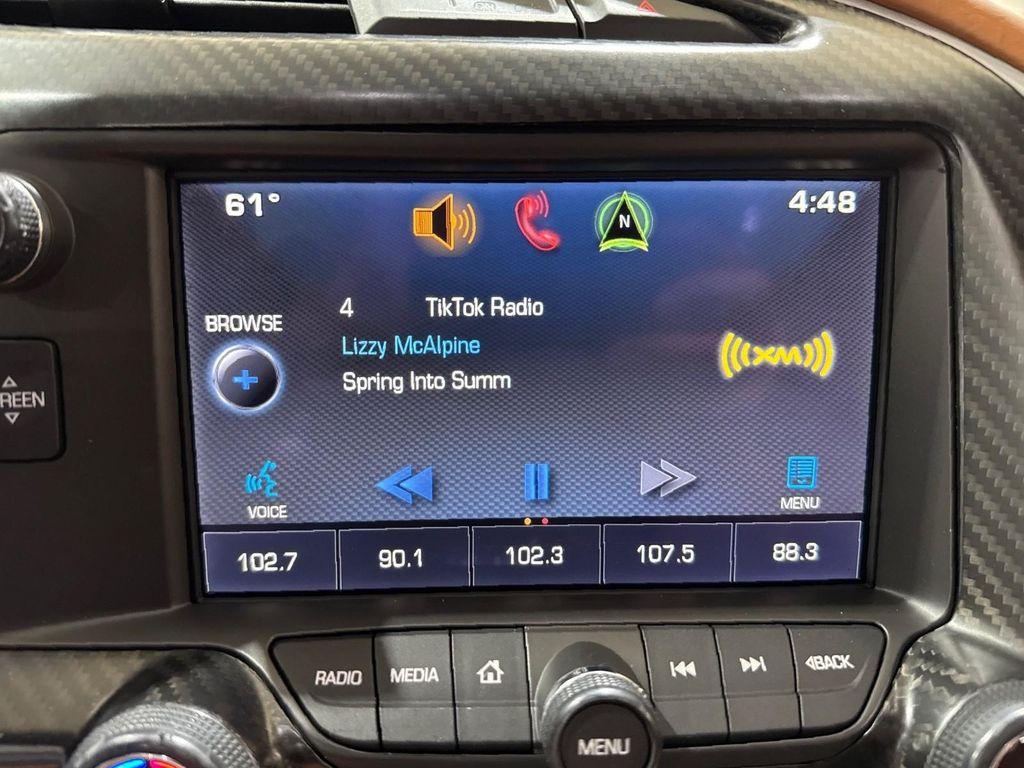 61°
4:48
N
4 TikTok Radio
BROWSE
Lizzy McAlpine
((( XM )))
Spring Into Summ
REEN
VOICE
MENU
102.7 90.1 102.3 107.5 88.3
RADIO MEDIA BACK
MENU